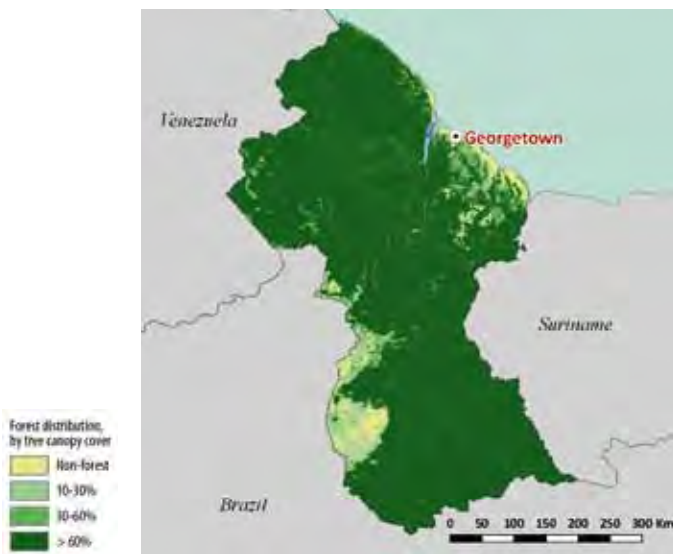 Venezuela
Georgetown
Suriname
Brazil
Forest distribution,
by tree canopy cover
Non-forest
10-30%
30-60%
> 60%
0 50 100 150 200 250 300 Km